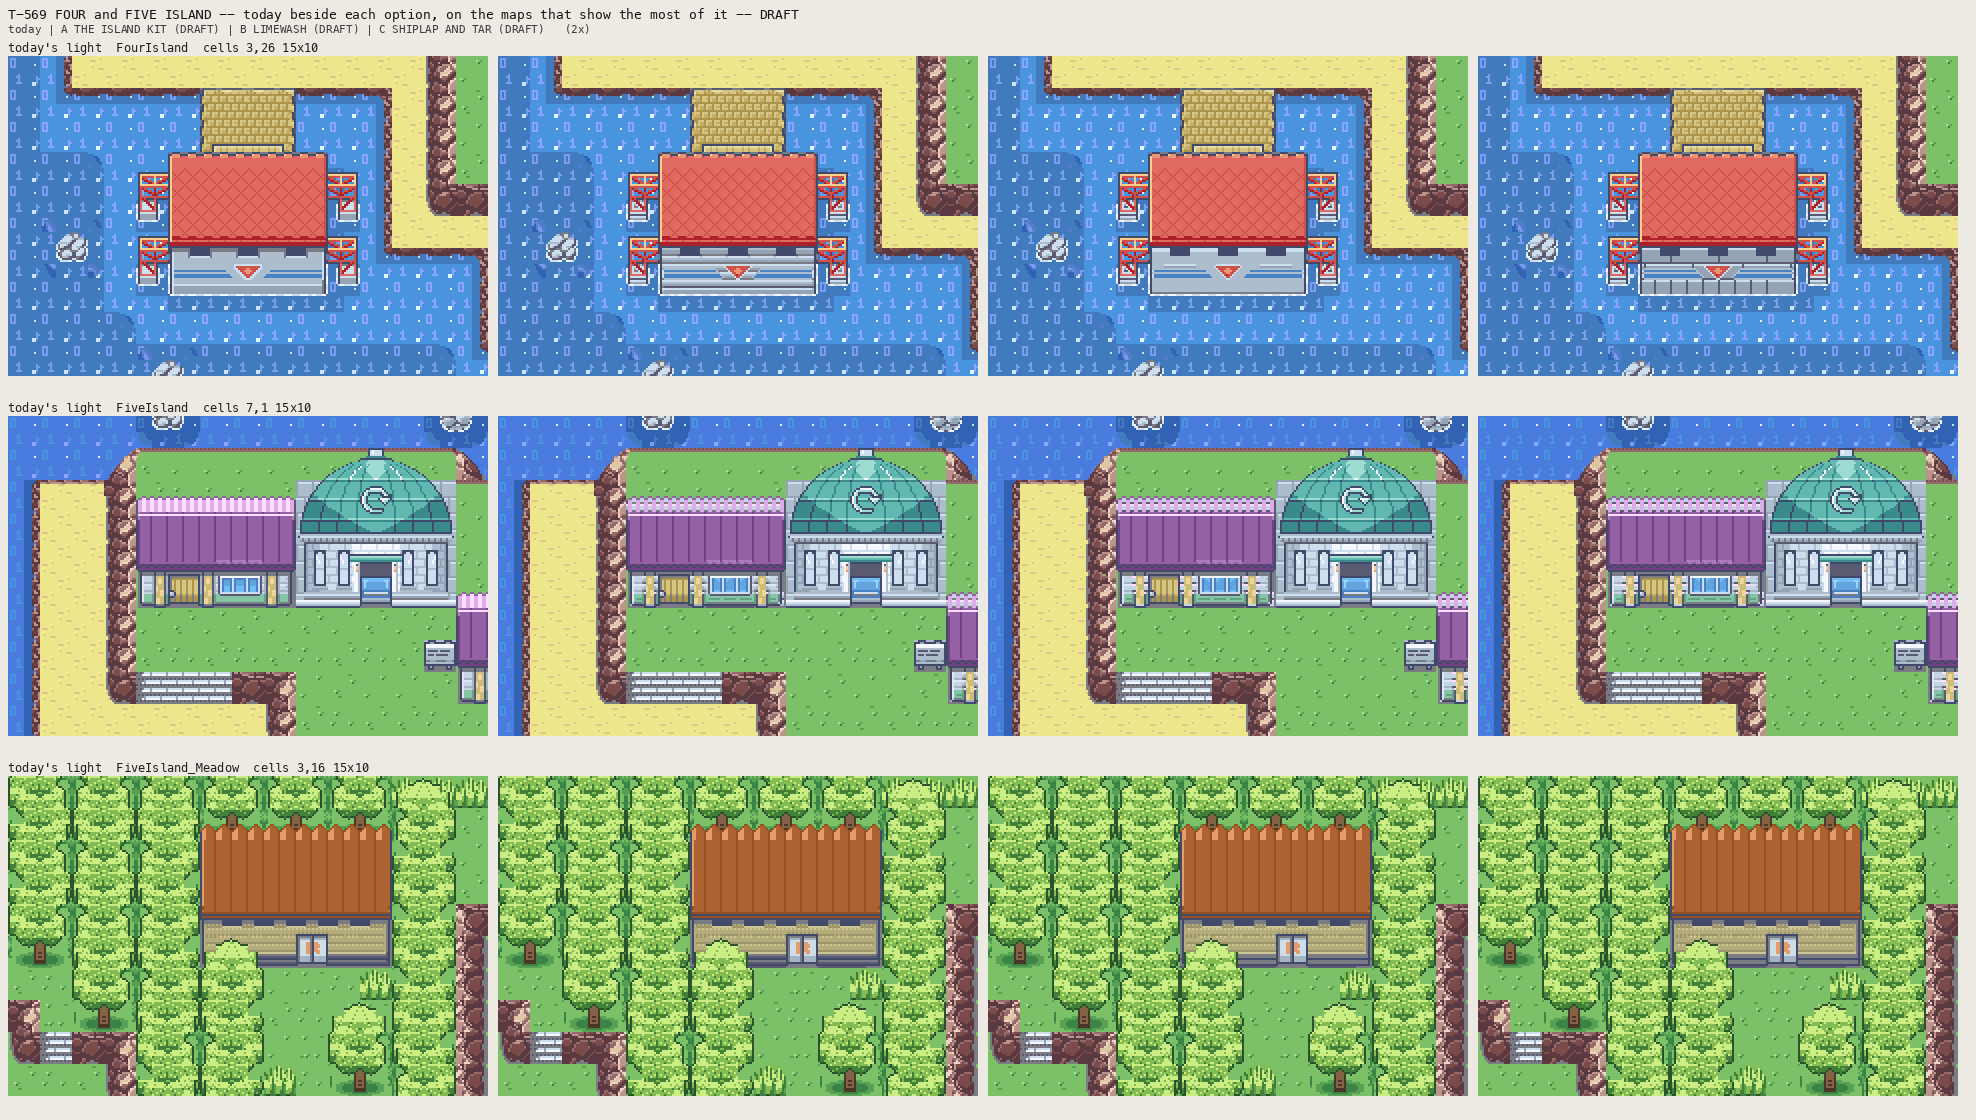 T−569 FOUR and FIVE ISLAND −− today beside each option, on the maps that show the most of it −− DRAFT
today | A THE ISLAND KIT (DRAFT) | B LIMEWASH (DRAFT) | C SHIPLAP AND TAR (DRAFT) (2x)
today's light FourIsland cells 3,26 15x10
today's light FiveIsland cells 7,1 15x10
today's light FiveIsland_Meadow cells 3,16 15x10